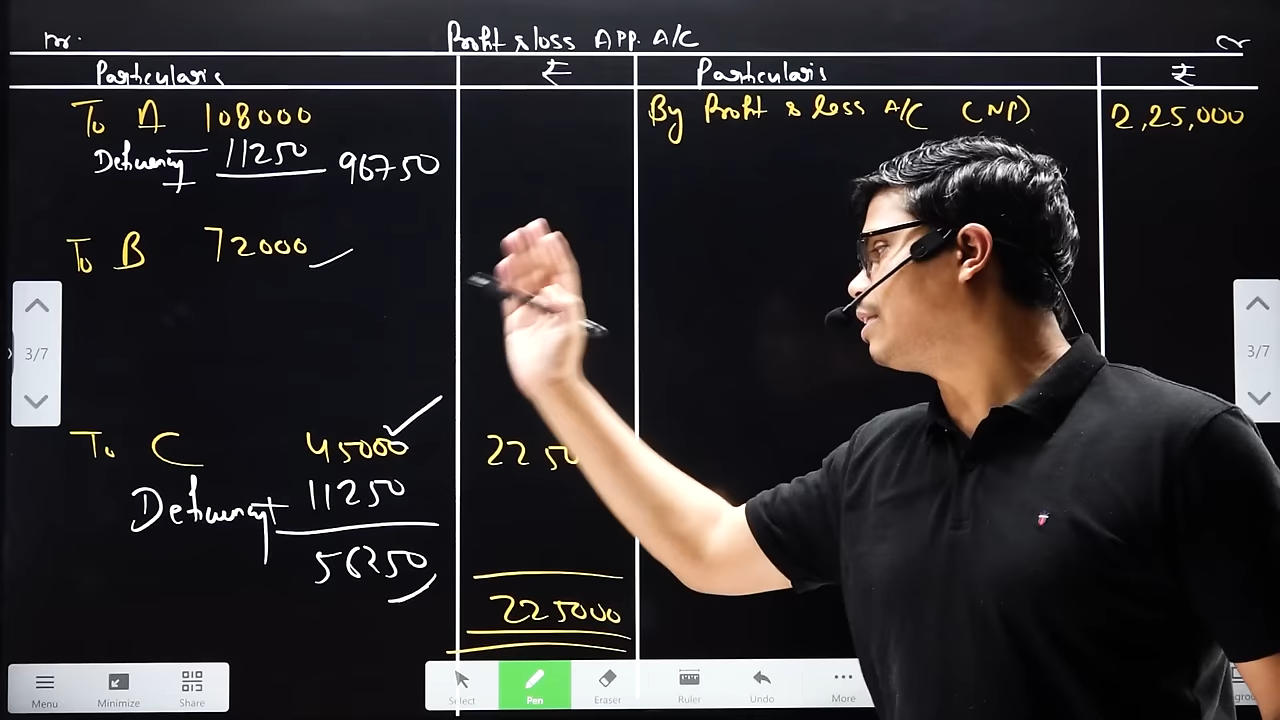 Dr. Profit & loss App. A/C Cr
Particulars ₹ Particulars ₹
To A 108000 By Profit & loss A/C (NP) 2,25,000
Deficiency 11250 96750
To B 72000
3/7 3/7
To C 45000
Deficiency 11250
56250
225000
Menu Minimize Share Select Pen Eraser Ruler Undo More